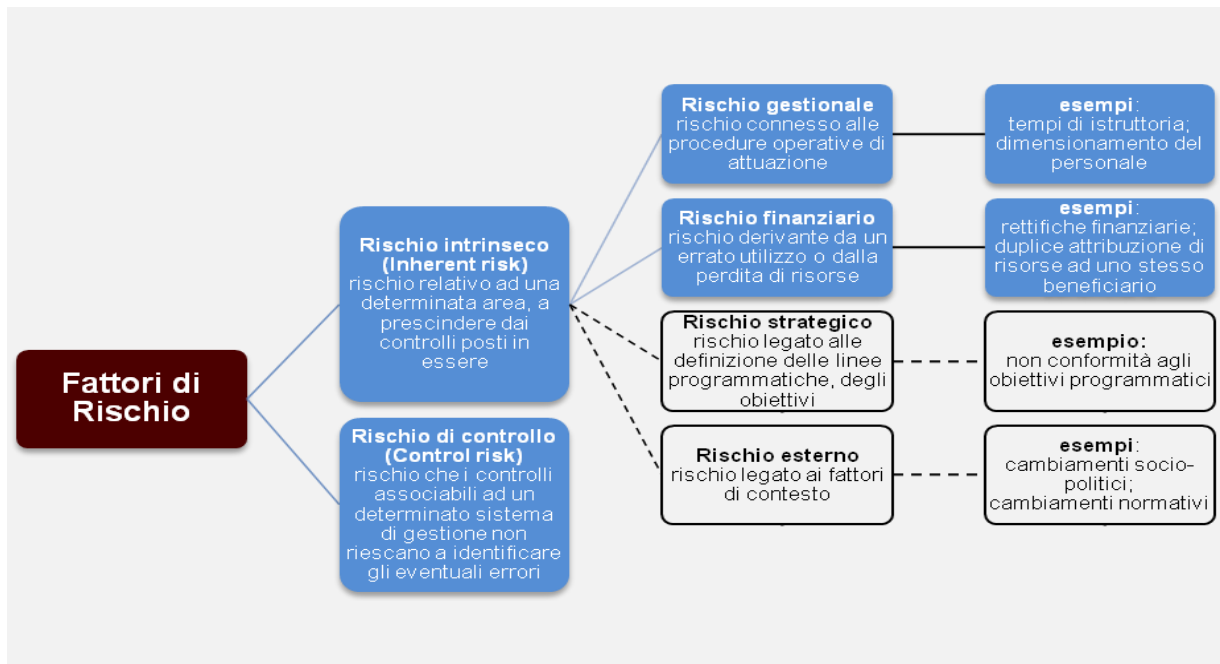 Fattori di
Rischio
Rischio intrinseco
(Inherent risk)
rischio relativo ad una
determinata area, a
prescindere dai
controlli posti in
essere
Rischio di controllo
(Control risk)
rischio che i controlli
associabili ad un
determinato sistema
di gestione non
riescano a identificare
gli eventuali errori
Rischio gestionale
rischio connesso alle
procedure operative di
attuazione
esempi:
tempi di istruttoria;
dimensionamento del
personale
Rischio finanziario
rischio derivante da un
errato utilizzo o dalla
perdita di risorse
esempi:
rettifiche finanziarie;
duplice attribuzione di
risorse ad uno stesso
beneficiario
Rischio strategico
rischio legato alle
definizione delle linee
programmatiche, degli
obiettivi
esempio:
non conformità agli
obiettivi programmatici
Rischio esterno
rischio legato ai fattori
di contesto
esempi:
cambiamenti socio-
politici;
cambiamenti normativi